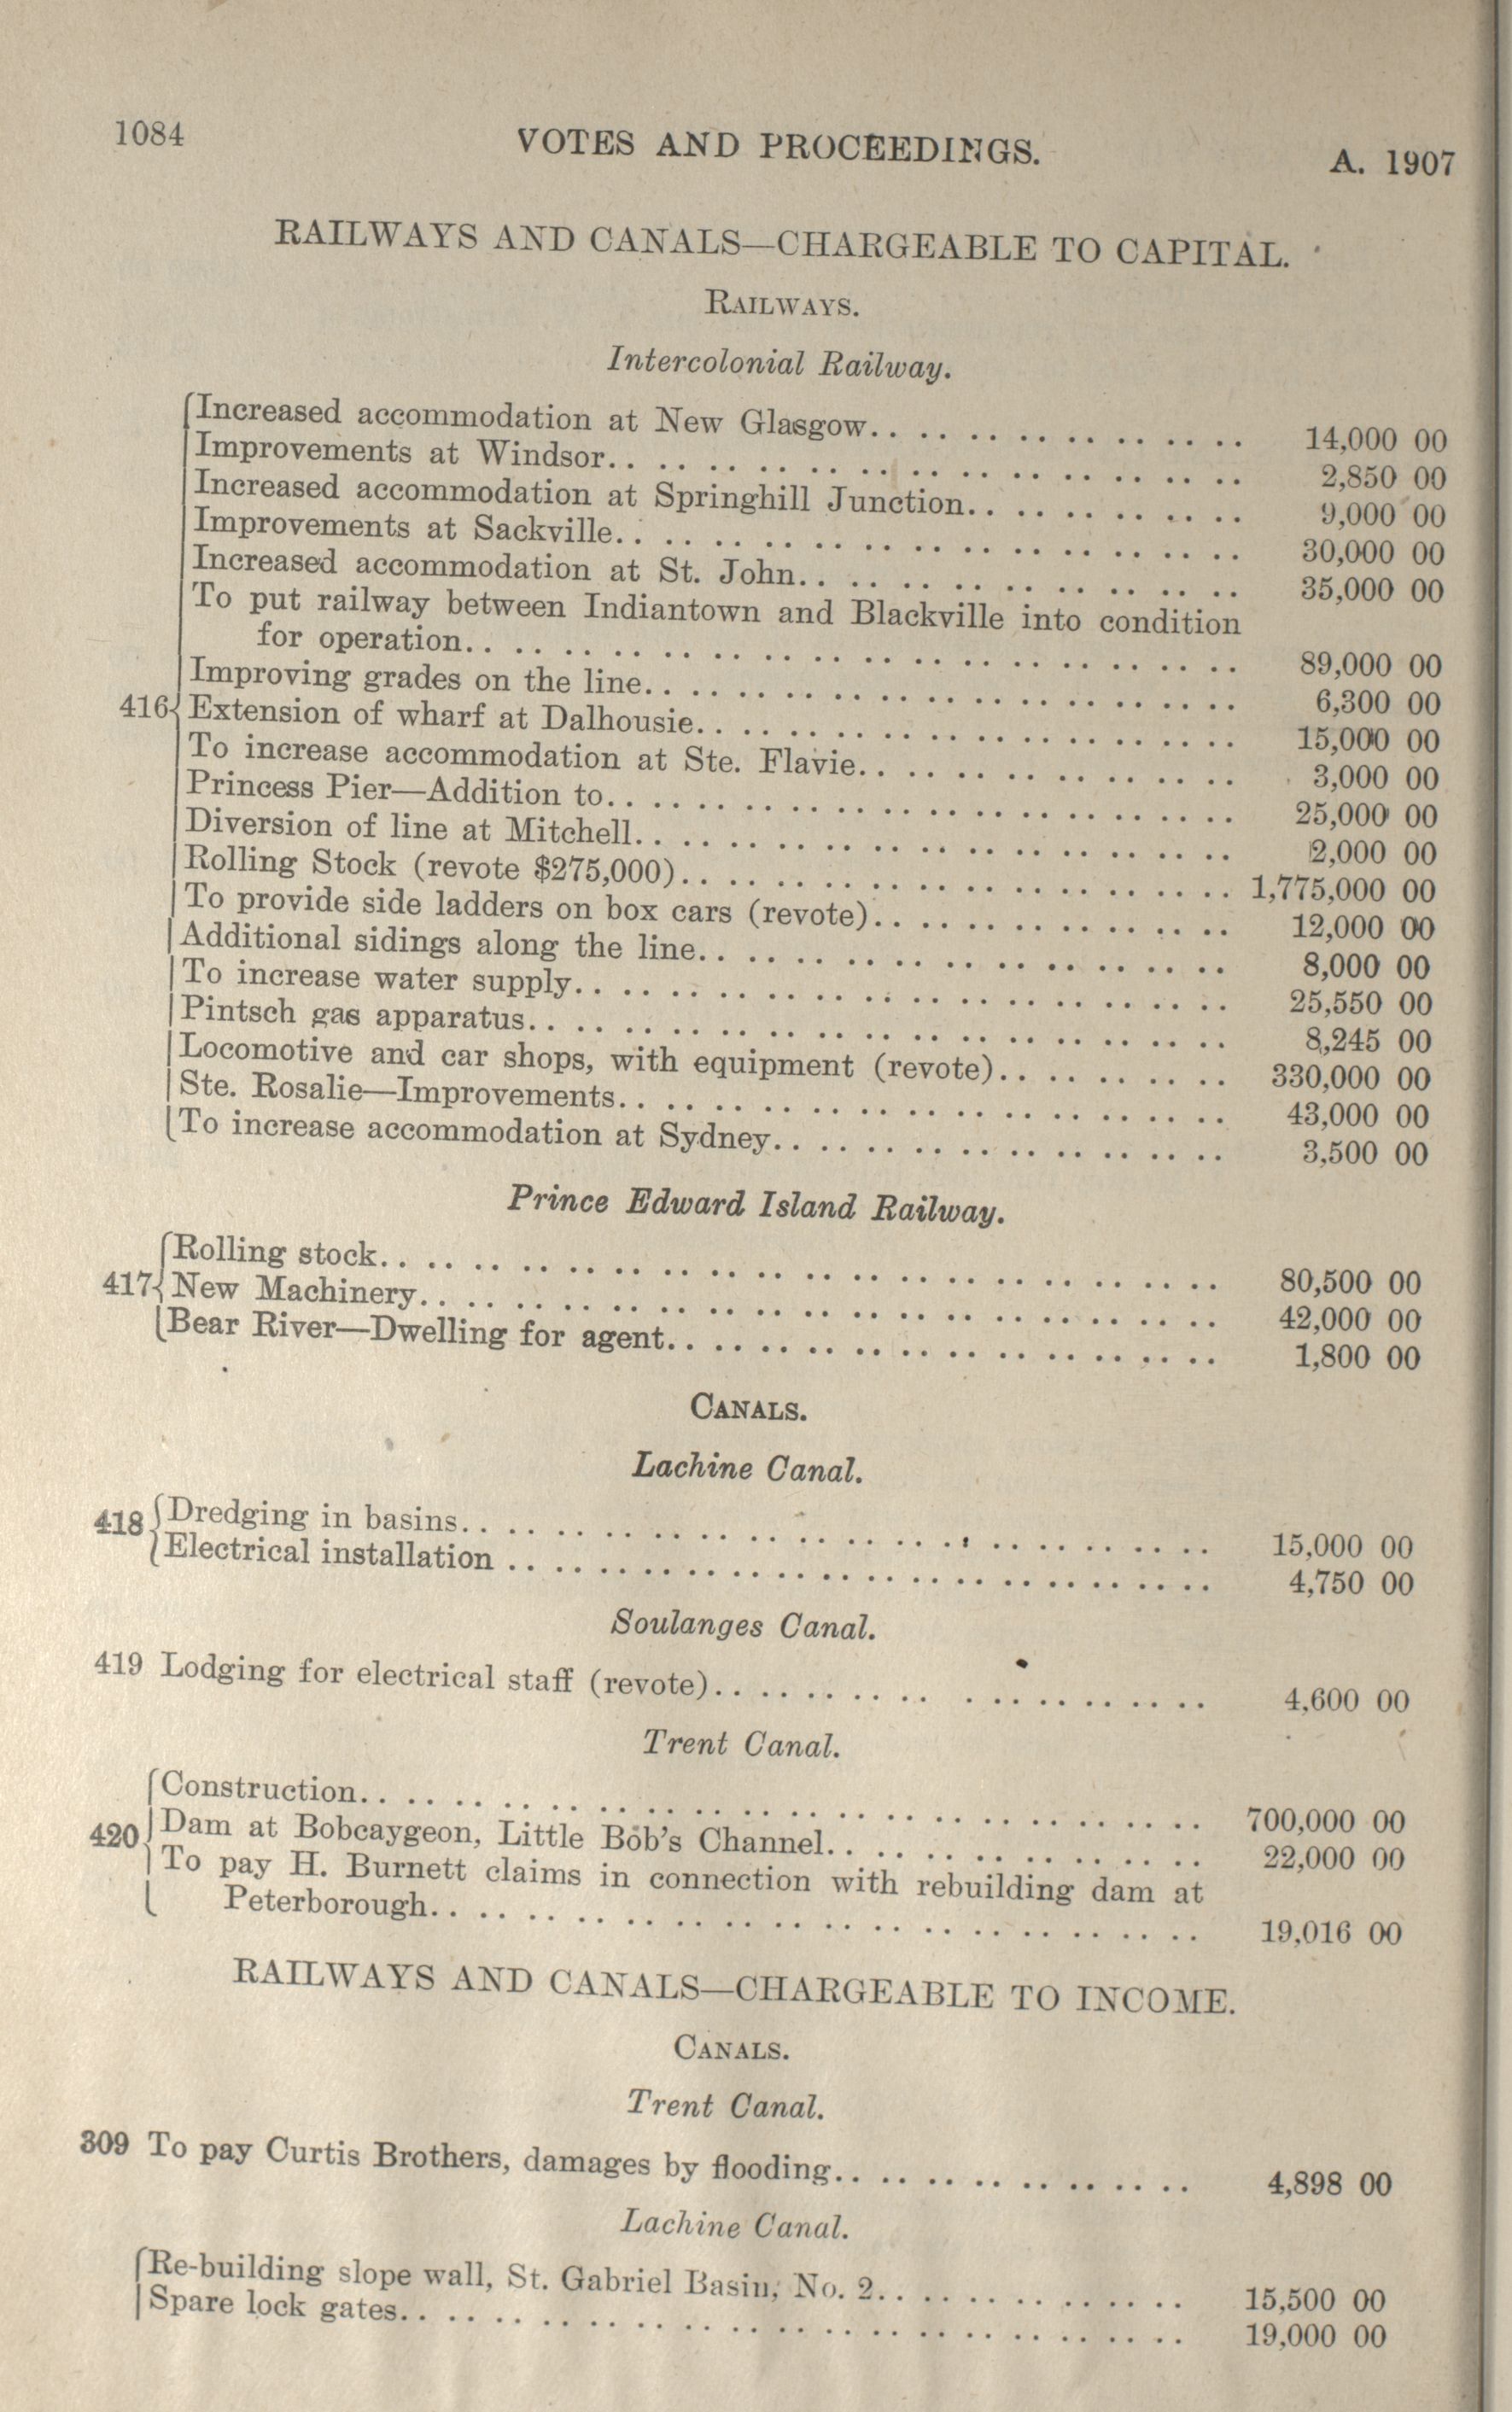 1084
VOTES AND PROCEEDINGS.
A. 1907
RAILWAYS AND CANALS—CHARGEABLE TO CAPITAL.
RAILWAYS.
Intercolonial Railway.
Increased accommodation at New Glasgow.. .. .. .. .. .. .. .. 14,000 00
Improvements at Windsor.. .. .. .. .. .. .. .. .. .. .. .. .. 2,850 00
Increased accommodation at Springhill Junction.. .. .. .. .. .. 9,000 00
Improvements at Sackville.. .. .. .. .. .. .. .. .. .. .. .. .. 30,000 00
Increased accommodation at St. John.. .. .. .. .. .. .. .. .. 35,000 00
To put railway between Indiantown and Blackville into condition
for operation.. .. .. .. .. .. .. .. .. .. .. .. .. .. .. .. 89,000 00
Improving grades on the line.. .. .. .. .. .. .. .. .. .. .. .. 6,300 00
416 Extension of wharf at Dalhousie.. .. .. .. .. .. .. .. .. .. .. 15,000 00
To increase accommodation at Ste. Flavie.. .. .. .. .. .. .. .. 3,000 00
Princess Pier—Addition to.. .. .. .. .. .. .. .. .. .. .. .. .. 25,000 00
Diversion of line at Mitchell.. .. .. .. .. .. .. .. .. .. .. .. 2,000 00
Rolling Stock (revote $275,000).. .. .. .. .. .. .. .. .. .. .. .. 1,775,000 00
To provide side ladders on box cars (revote).. .. .. .. .. .. .. .. 12,000 00
Additional sidings along the line.. .. .. .. .. .. .. .. .. .. .. 8,000 00
To increase water supply.. .. .. .. .. .. .. .. .. .. .. .. .. .. 25,550 00
Pintsch gas apparatus.. .. .. .. .. .. .. .. .. .. .. .. .. .. .. 8,245 00
Locomotive and car shops, with equipment (revote).. .. .. .. .. 330,000 00
Ste. Rosalie—Improvements.. .. .. .. .. .. .. .. .. .. .. .. .. 43,000 00
To increase accommodation at Sydney.. .. .. .. .. .. .. .. .. .. 3,500 00
Prince Edward Island Railway.
Rolling stock.. .. .. .. .. .. .. .. .. .. .. .. .. .. .. .. .. .. 80,500 00
417 New Machinery.. .. .. .. .. .. .. .. .. .. .. .. .. .. .. .. .. 42,000 00
Bear River—Dwelling for agent.. .. .. .. .. .. .. .. .. .. .. .. 1,800 00
CANALS.
Lachine Canal.
418 Dredging in basins.. .. .. .. .. .. .. .. .. .. .. .. .. .. .. .. 15,000 00
Electrical installation .. .. .. .. .. .. .. .. .. .. .. .. .. .. .. .. 4,750 00
Soulanges Canal.
419 Lodging for electrical staff (revote).. .. .. .. .. .. .. .. .. .. 4,600 00
Trent Canal.
Construction.. .. .. .. .. .. .. .. .. .. .. .. .. .. .. .. .. .. 700,000 00
420 Dam at Bobcaygeon, Little Bob's Channel.. .. .. .. .. .. .. .. 22,000 00
To pay H. Burnett claims in connection with rebuilding dam at
Peterborough.. .. .. .. .. .. .. .. .. .. .. .. .. .. .. .. 19,016 00
RAILWAYS AND CANALS—CHARGEABLE TO INCOME.
CANALS.
Trent Canal.
309 To pay Curtis Brothers, damages by flooding.. .. .. .. .. .. .. .. 4,898 00
Lachine Canal.
Re-building slope wall, St. Gabriel Basin, No. 2.. .. .. .. .. .. .. 15,500 00
Spare lock gates.. .. .. .. .. .. .. .. .. .. .. .. .. .. .. .. .. 19,000 00